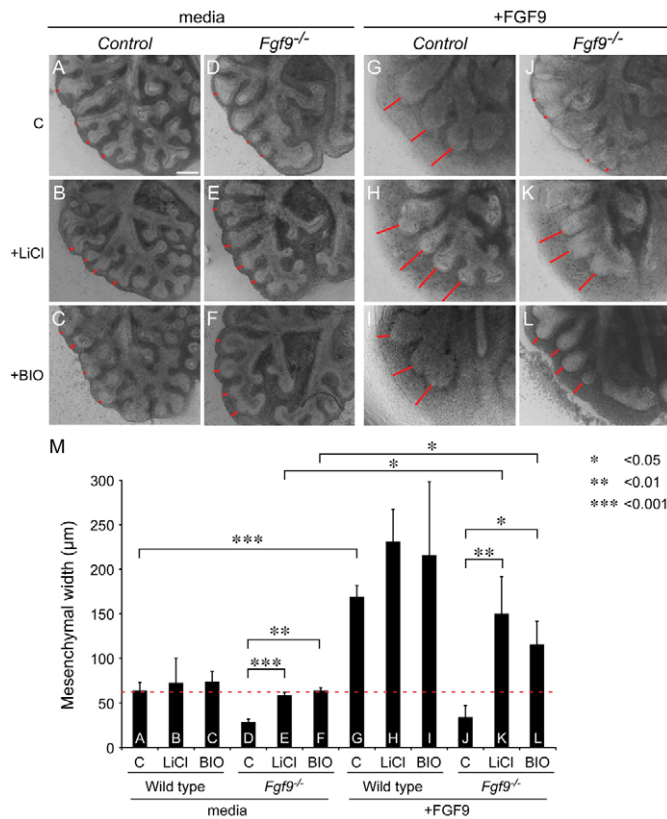 media +FGF9
Control Fgf9-/- Control Fgf9-/-
A D G J
C
B E H K
+LiCl
C F I L
+BIO
M
* <0.05
** <0.01
*** <0.001
* 
*
***
*
**
**
***
Mesenchymal width (μm)
300
250
200
150
100
50
0
A B C D E F G H I J K L
C LiCl BIO C LiCl BIO C LiCl BIO C LiCl BIO
Wild type Fgf9-/- Wild type Fgf9-/-
media +FGF9